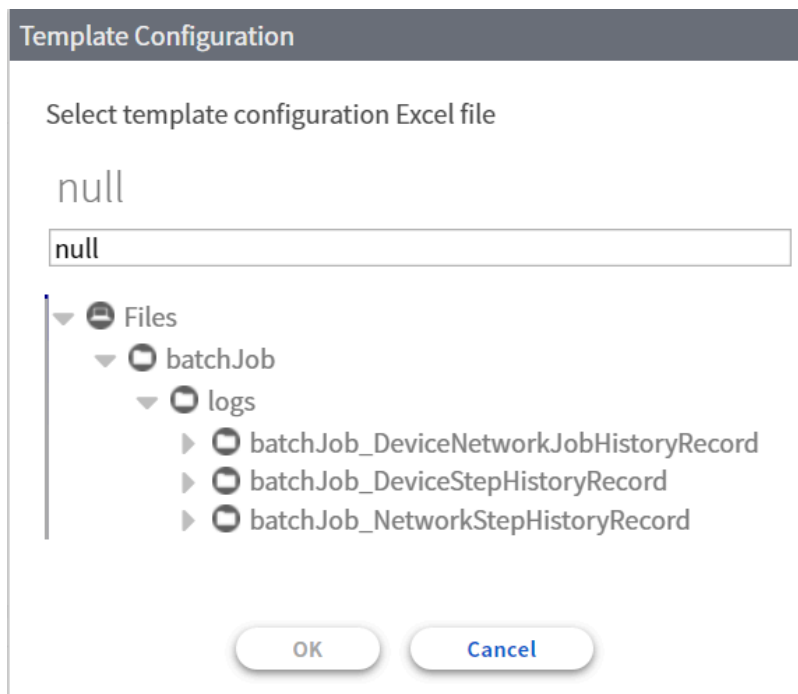 Template Configuration
Select template configuration Excel file
null
null
Files
batchJob
logs
batchJob_DeviceNetworkJobHistoryRecord
batchJob_DeviceStepHistoryRecord
batchJob_NetworkStepHistoryRecord
OK Cancel